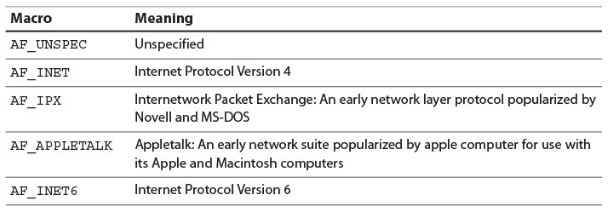 Macro Meaning
AF_UNSPEC Unspecified
AF_INET Internet Protocol Version 4
AF_IPX Internetwork Packet Exchange: An early network layer protocol popularized by
Novell and MS-DOS
AF_APPLETALK Appletalk: An early network suite popularized by apple computer for use with
its Apple and Macintosh computers
AF_INET6 Internet Protocol Version 6